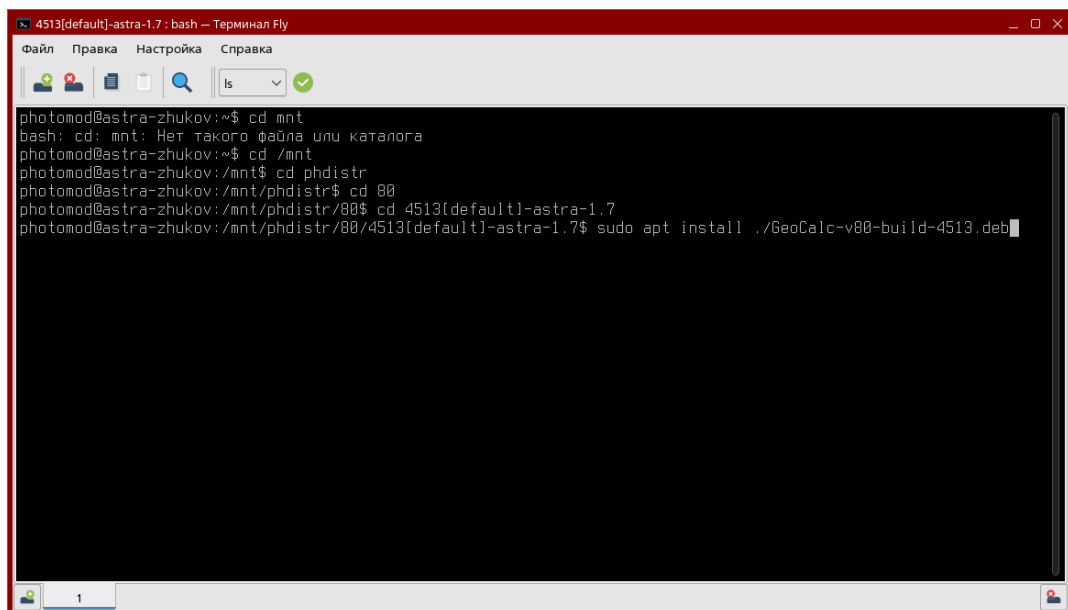 4513[default]-astra-1.7 : bash — Терминал Fly
Файл Правка Настройка Справка
ls
photomod@astra-zhukov:~$ cd mnt
bash: cd: mnt: Нет такого файла или каталога
photomod@astra-zhukov:~$ cd /mnt
photomod@astra-zhukov:/mnt$ cd phdistr
photomod@astra-zhukov:/mnt/phdistr$ cd 80
photomod@astra-zhukov:/mnt/phdistr/80$ cd 4513[default]-astra-1.7
photomod@astra-zhukov:/mnt/phdistr/80/4513[default]-astra-1.7$ sudo apt install ./GeoCalc-v80-build-4513.deb
1